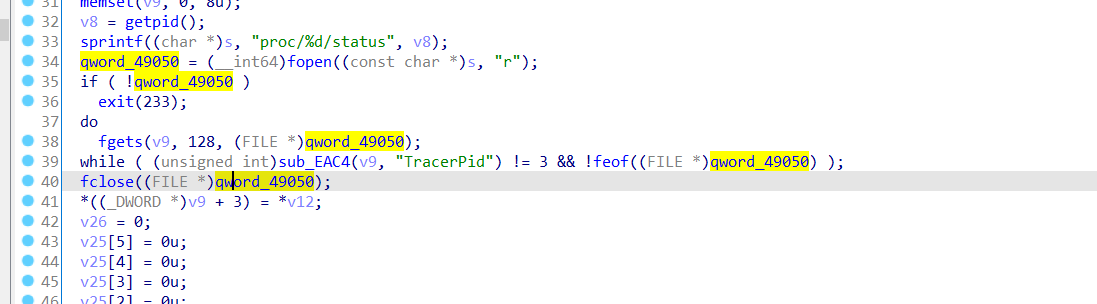 31 memset(v9, 0, 8u);
32 v8 = getpid();
33 sprintf((char *)s, "proc/%d/status", v8);
34 qword_49050 = (__int64)fopen((const char *)s, "r");
35 if ( !qword_49050 )
36 exit(233);
37 do
38 fgets(v9, 128, (FILE *)qword_49050);
39 while ( (unsigned int)sub_EAC4(v9, "TracerPid") != 3 && !feof((FILE *)qword_49050) );
40 fclose((FILE *)qword_49050);
41 *((_DWORD *)v9 + 3) = *v12;
42 v26 = 0;
43 v25[5] = 0u;
44 v25[4] = 0u;
45 v25[3] = 0u;
46 v25[2] = 0u;